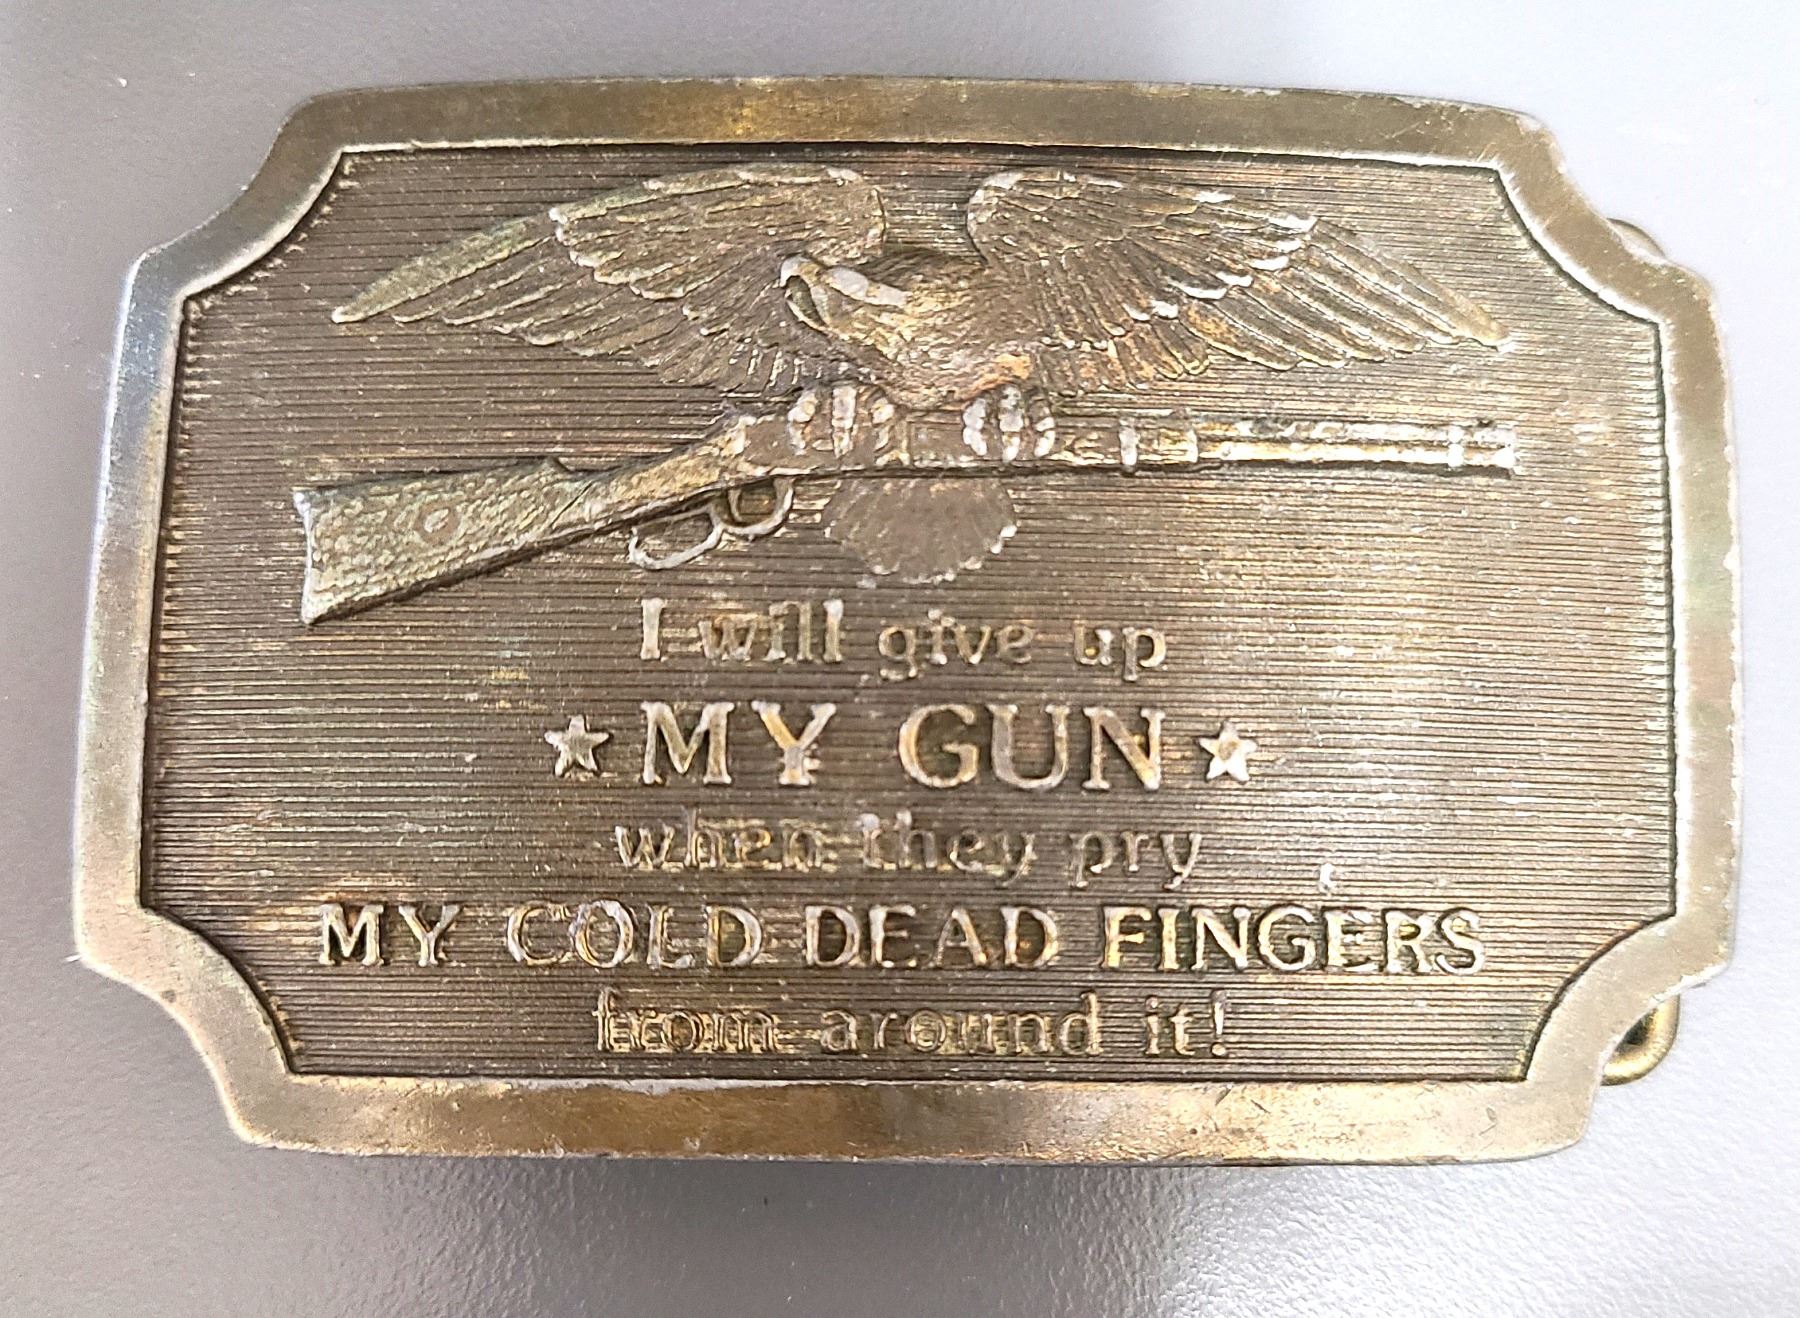 I will give up
MY GUN
when they pry
MY COLD DEAD FINGERS
from around it!